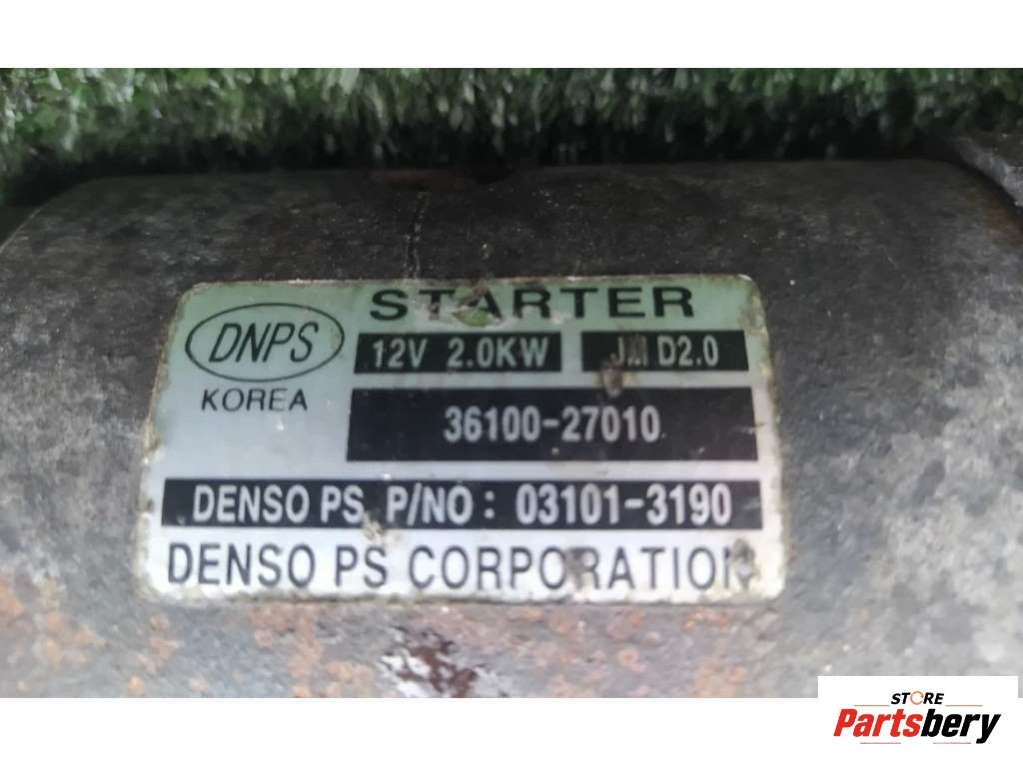 STARTER
DNPS
12V 2.0KW JM D2.0
KOREA
36100-27010
DENSO PS P/NO: 03101-3190
DENSO PS CORPORATION
STORE
Partsbery